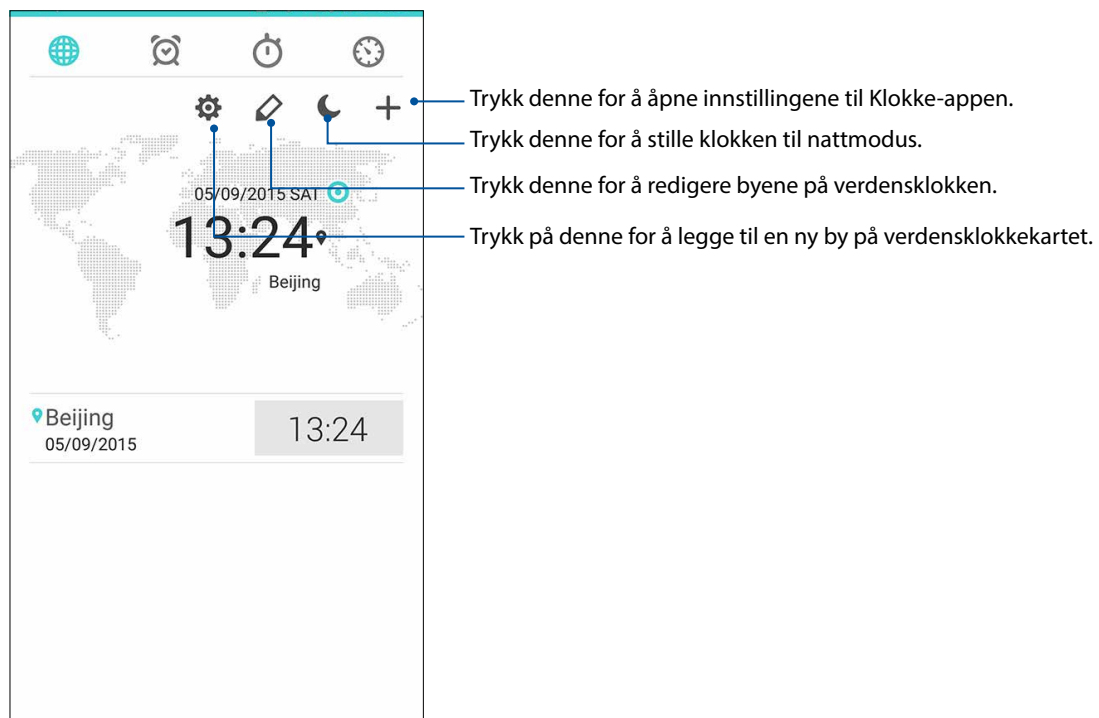 Trykk denne for å åpne innstillingene til Klokke-appen.
Trykk denne for å stille klokken til nattmodus.
05/09/2015 SAT
Trykk denne for å redigere byene på verdensklokken.
13:24
Trykk på denne for å legge til en ny by på verdensklokkekartet.
Beijing
Beijing
05/09/2015
13:24